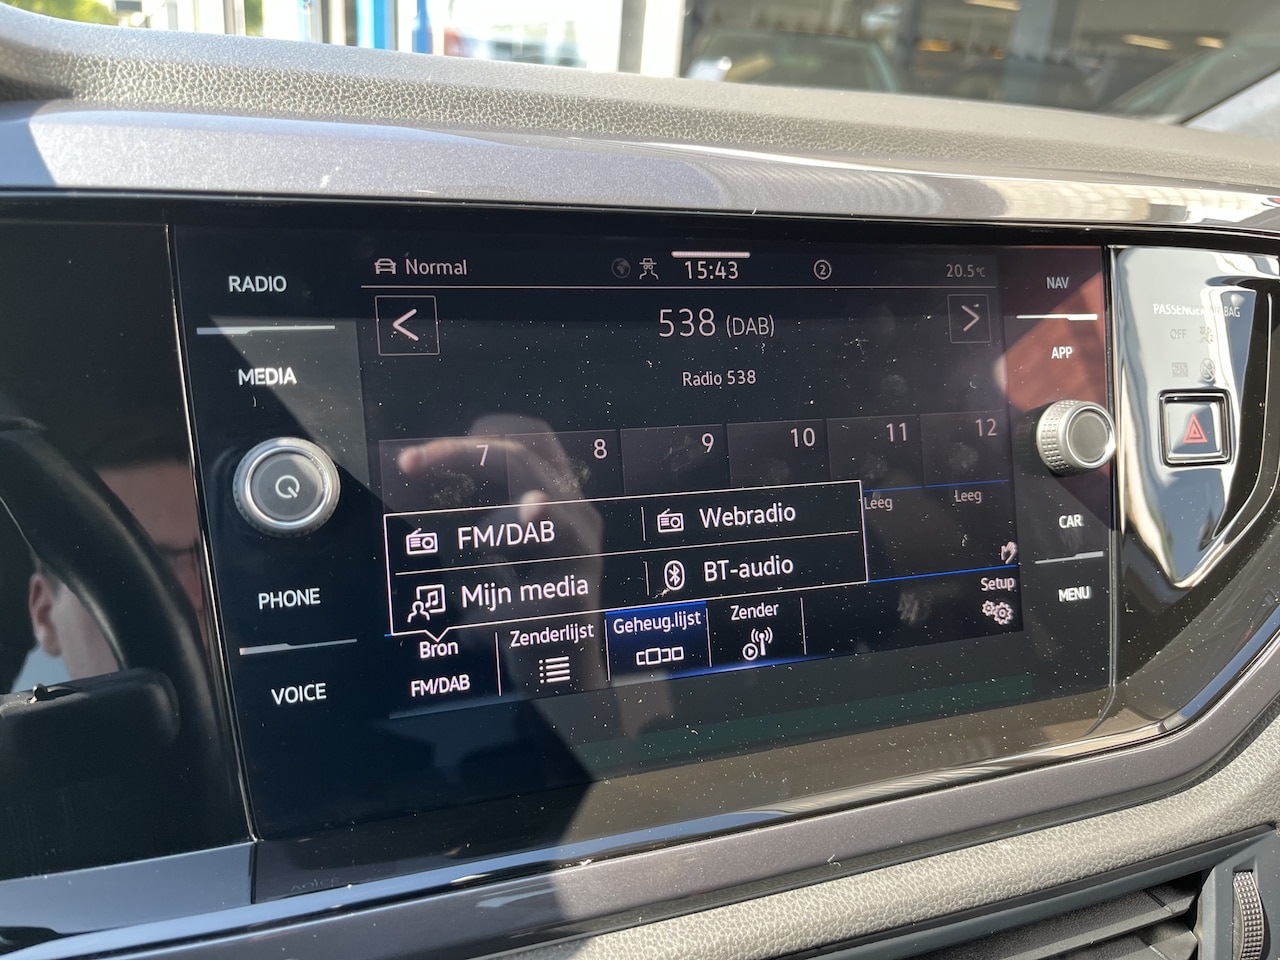 RADIO
MEDIA
PHONE
VOICE
Normal
15:43
2
20.5°C
538 (DAB)
Radio 538
7 8 9 10 11 12
Leeg Leeg
FM/DAB Webradio
Mijn media BT-audio
Bron
FM/DAB
Zenderlijst
Geheug.lijst
Zender
Setup
NAV
APP
CAR
MENU
OFF